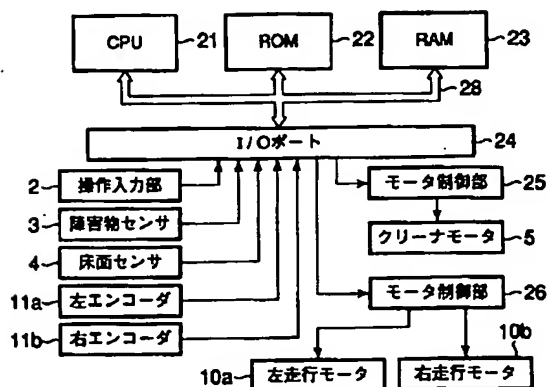 CPU 21 ROM 22 RAM 23
28
I/Oポート 24
2 操作入力部 モータ制御部 25
3 障害物センサ
4 床面センサ クリーナモータ 5
11a 左エンコーダ モータ制御部 26
11b 右エンコーダ 10b
10a 左走行モータ 右走行モータ